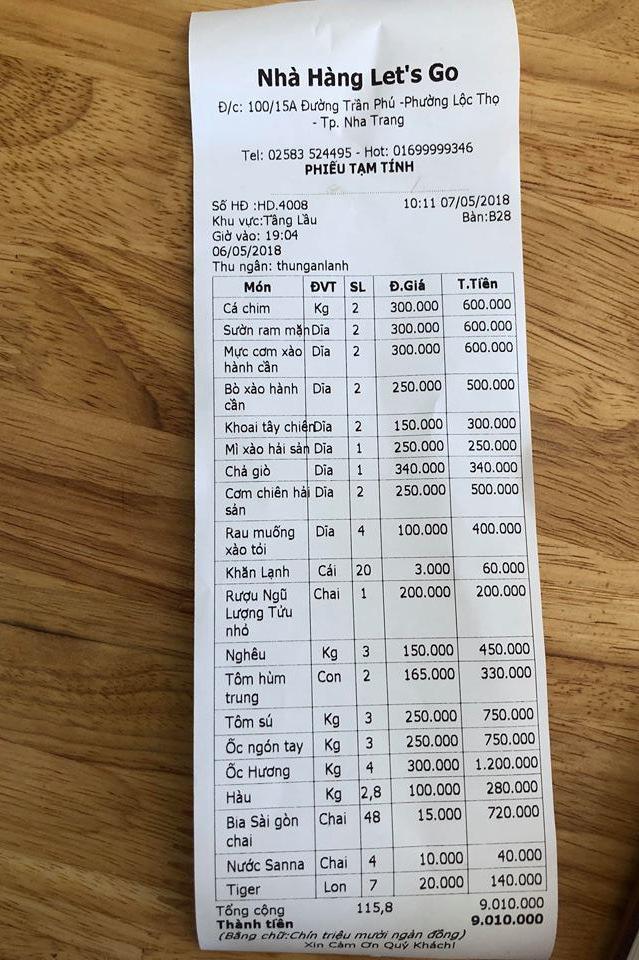 Nhà Hàng Let's Go
Đ/c: 100/15A Đường Trần Phú -Phường Lộc Thọ
- Tp. Nha Trang
Tel: 02583 524495 - Hot: 01699999346
PHIẾU TẠM TÍNH
Số HĐ :HD.4008 10:11 07/05/2018
Khu vực:Tầng Lầu Bàn:B28
Giờ vào: 19:04
06/05/2018
Thu ngân: thunganlanh
Món ĐVT SL Đ.Giá T.Tiền
Cá chim Kg 2 300.000 600.000
Sườn ram mặn Dĩa 2 300.000 600.000
Mực cơm xào Dĩa 2 300.000 600.000
hành cần
Bò xào hành Dĩa 2 250.000 500.000
cần
Khoai tây chiên Dĩa 2 150.000 300.000
Mì xào hải sản Dĩa 1 250.000 250.000
Chả giò Dĩa 1 340.000 340.000
Cơm chiên hải Dĩa 2 250.000 500.000
sản
Rau muống Dĩa 4 100.000 400.000
xào tỏi
Khăn Lạnh Cái 20 3.000 60.000
Rượu Ngũ Chai 1 200.000 200.000
Lượng Tửu
nhỏ
Nghêu Kg 3 150.000 450.000
Tôm hùm Con 2 165.000 330.000
trung
Tôm sú Kg 3 250.000 750.000
Ốc ngón tay Kg 3 250.000 750.000
Ốc Hương Kg 4 300.000 1.200.000
Hàu Kg 2,8 100.000 280.000
Bia Sài gòn Chai 48 15.000 720.000
chai
Nước Sanna Chai 4 10.000 40.000
Tiger Lon 7 20.000 140.000
Tổng cộng 115,8 9.010.000
Thành tiền 9.010.000
(Bằng chữ:Chín triệu mười ngàn đồng)
Xin Cảm Ơn Quý Khách!